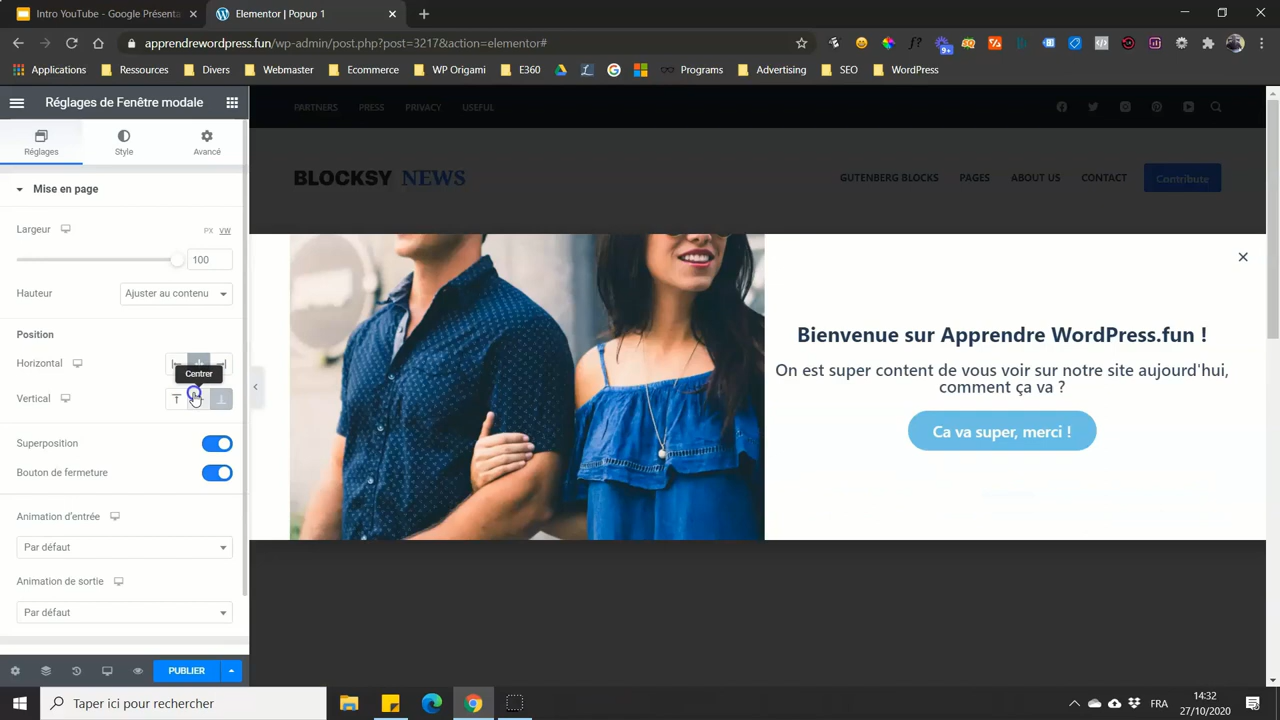 Intro YouTube - Google Présenta
Elementor | Popup 1
apprendrewordpress.fun/wp-admin/post.php?post=3217&action=elementor#
9+
Applications
Ressources
Divers
Webmaster
Ecommerce
WP Origami
E360
Programs
Advertising
SEO
WordPress
Réglages de Fenêtre modale
Réglages
Style
Avancé
Mise en page
Largeur
PX VW
100
Hauteur
Ajuster au contenu
Position
Horizontal
Centrer
Vertical
Superposition
Bouton de fermeture
Animation d'entrée
Par défaut
Animation de sortie
Par défaut
PUBLIER
PARTNERS PRESS PRIVACY USEFUL
BLOCKSY NEWS
GUTENBERG BLOCKS PAGES ABOUT US CONTACT Contribute
Bienvenue sur Apprendre WordPress.fun !
On est super content de vous voir sur notre site aujourd'hui,
comment ça va ?
Ca va super, merci !
Taper ici pour rechercher
FRA
14:32
27/10/2020